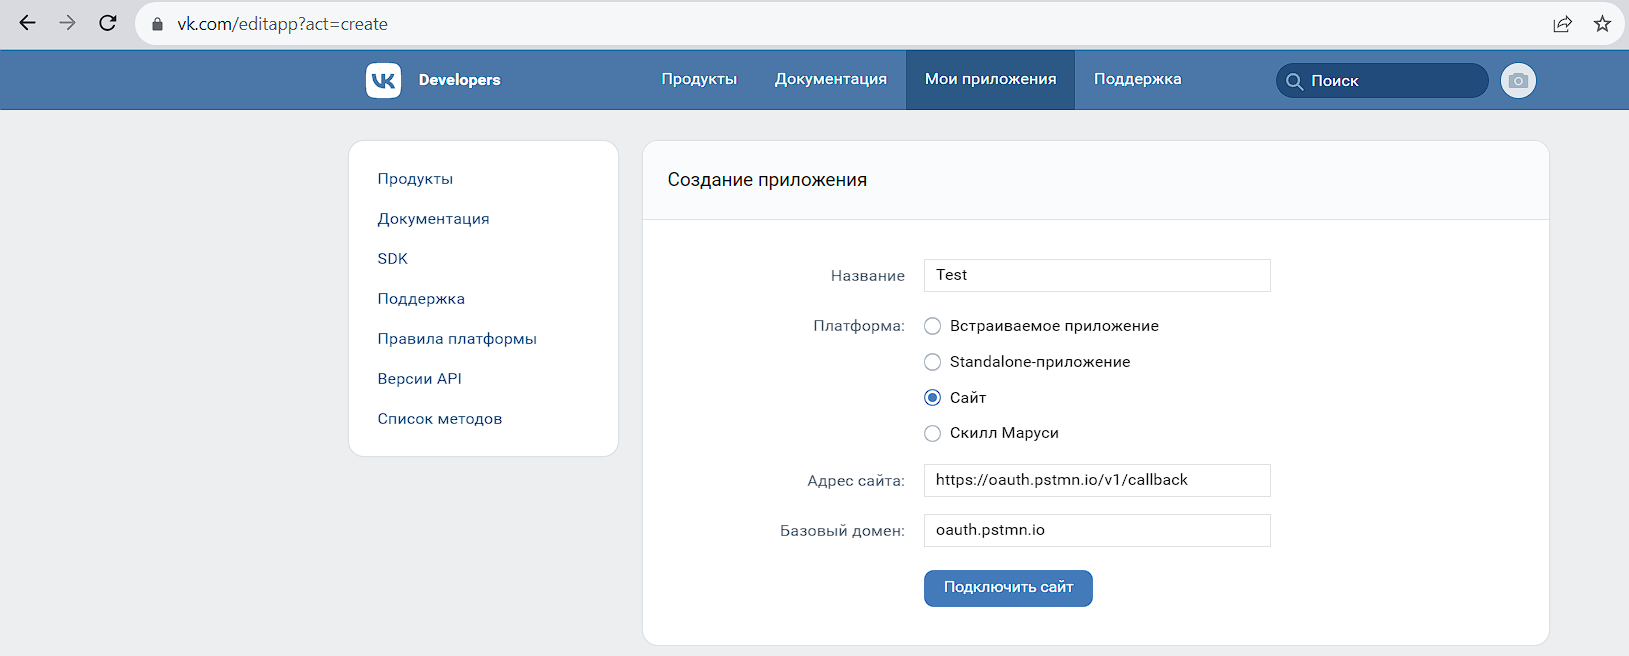 vk.com/editapp?act=create
Developers
Продукты
Документация
Мои приложения
Поддержка
Поиск
Продукты
Документация
SDK
Поддержка
Правила платформы
Версии API
Список методов
Создание приложения
Название
Test
Платформа:
Встраиваемое приложение
Standalone-приложение
Сайт
Скилл Маруси
Адрес сайта:
https://oauth.pstmn.io/v1/callback
Базовый домен:
oauth.pstmn.io
Подключить сайт